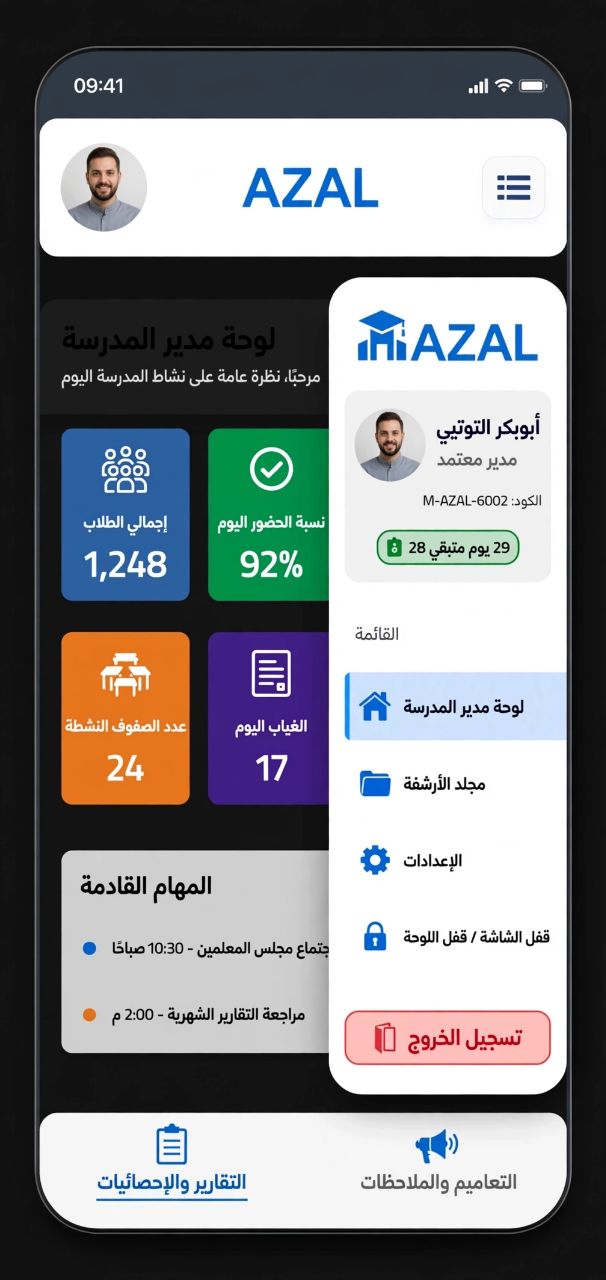 09:41
AZAL
لوحة مدير المدرسة
مرحبًا، نظرة عامة على نشاط المدرسة اليوم
إجمالي الطلاب
1,248
نسبة الحضور اليوم
92%
عدد الصفوف النشطة
24
الغياب اليوم
17
المهام القادمة
جتماع مجلس المعلمين - 10:30 صباحًا
مراجعة التقارير الشهرية - 2:00 م
AZAL
أبوبكر التوتيي
مدير معتمد
الكود: M-AZAL-6002
29 يوم متبقي 28
القائمة
لوحة مدير المدرسة
مجلد الأرشفة
الإعدادات
قفل الشاشة / قفل اللوحة
تسجيل الخروج
التعاميم والملاحظات
التقارير والإحصائيات